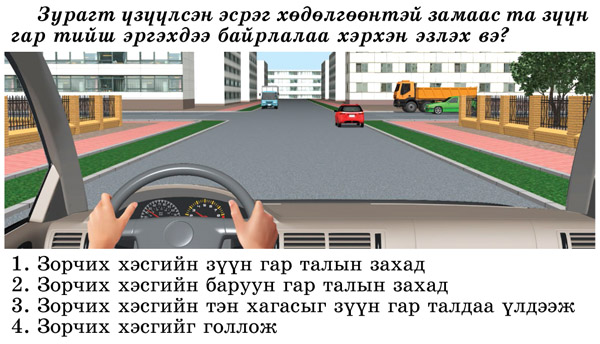 Зурагт үзүүлсэн эсрэг хөдөлгөөнтэй замаас та зүүн
гар тийш эргэхдээ байрлалаа хэрхэн эзлэх вэ?
1. Зорчих хэсгийн зүүн гар талын захад
2. Зорчих хэсгийн баруун гар талын захад
3. Зорчих хэсгийн тэн хагасыг зүүн гар талдаа үлдээж
4. Зорчих хэсгийг голлож